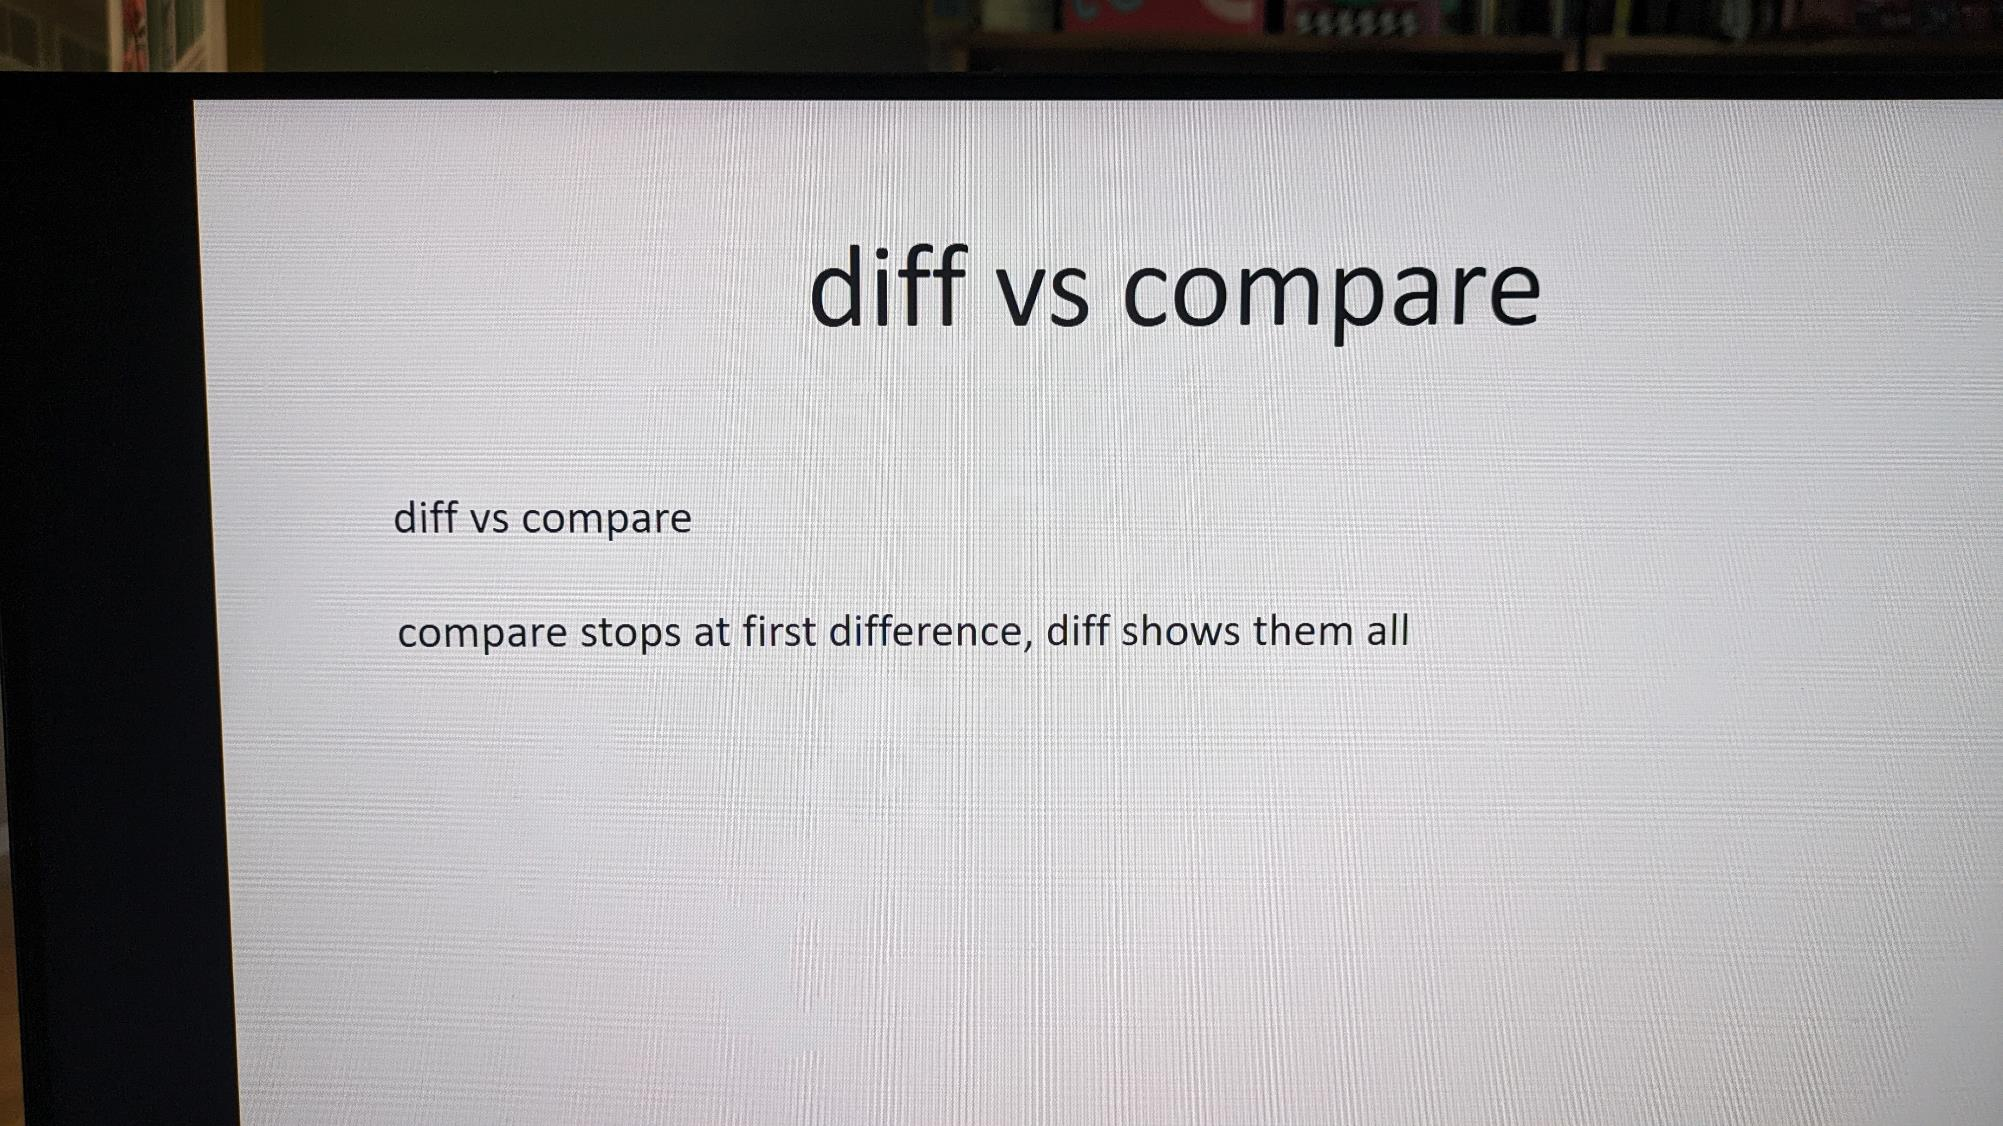 diff vs compare
diff vs compare
compare stops at first difference, diff shows them all